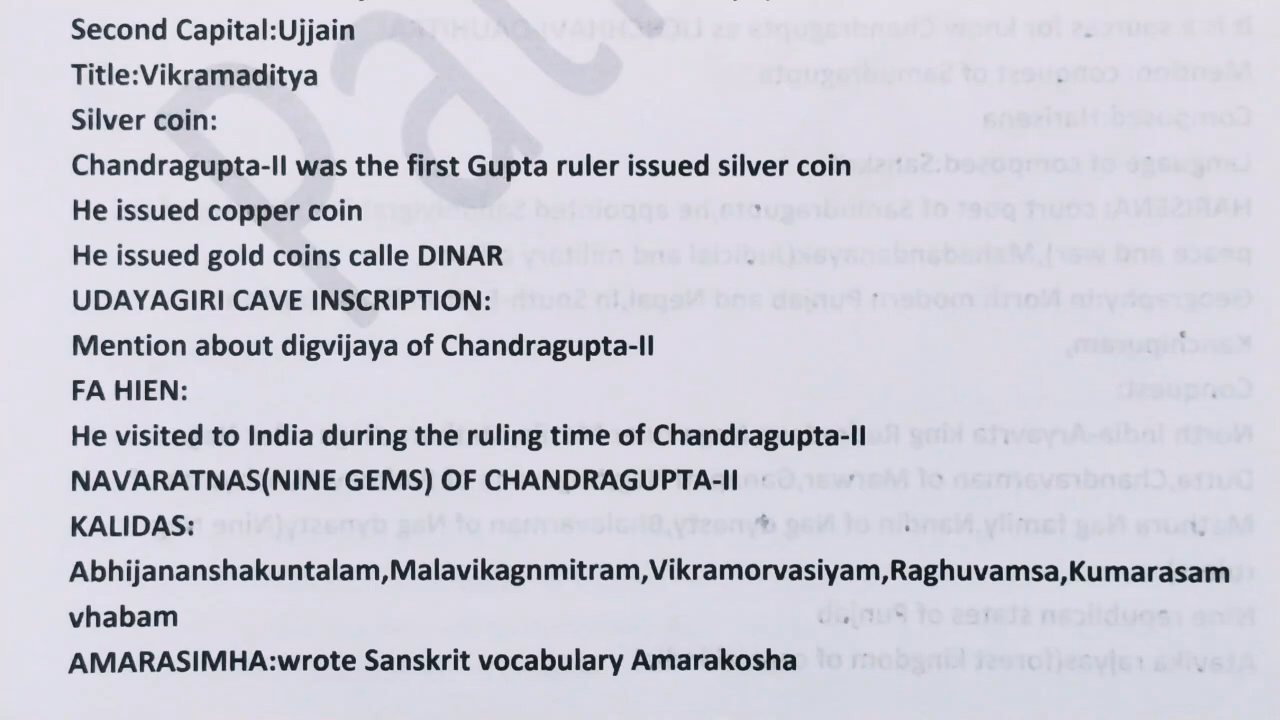 Second Capital:Ujjain
Title:Vikramaditya
Silver coin:
Chandragupta-II was the first Gupta ruler issued silver coin
He issued copper coin
He issued gold coins calle DINAR
UDAYAGIRI CAVE INSCRIPTION:
Mention about digvijaya of Chandragupta-II
FA HIEN:
He visited to India during the ruling time of Chandragupta-II
NAVARATNAS(NINE GEMS) OF CHANDRAGUPTA-II
KALIDAS:
Abhijananshakuntalam,Malavikagnmitram,Vikramorvasiyam,Raghuvamsa,Kumarasam
vhabam
AMARASIMHA:wrote Sanskrit vocabulary Amarakosha